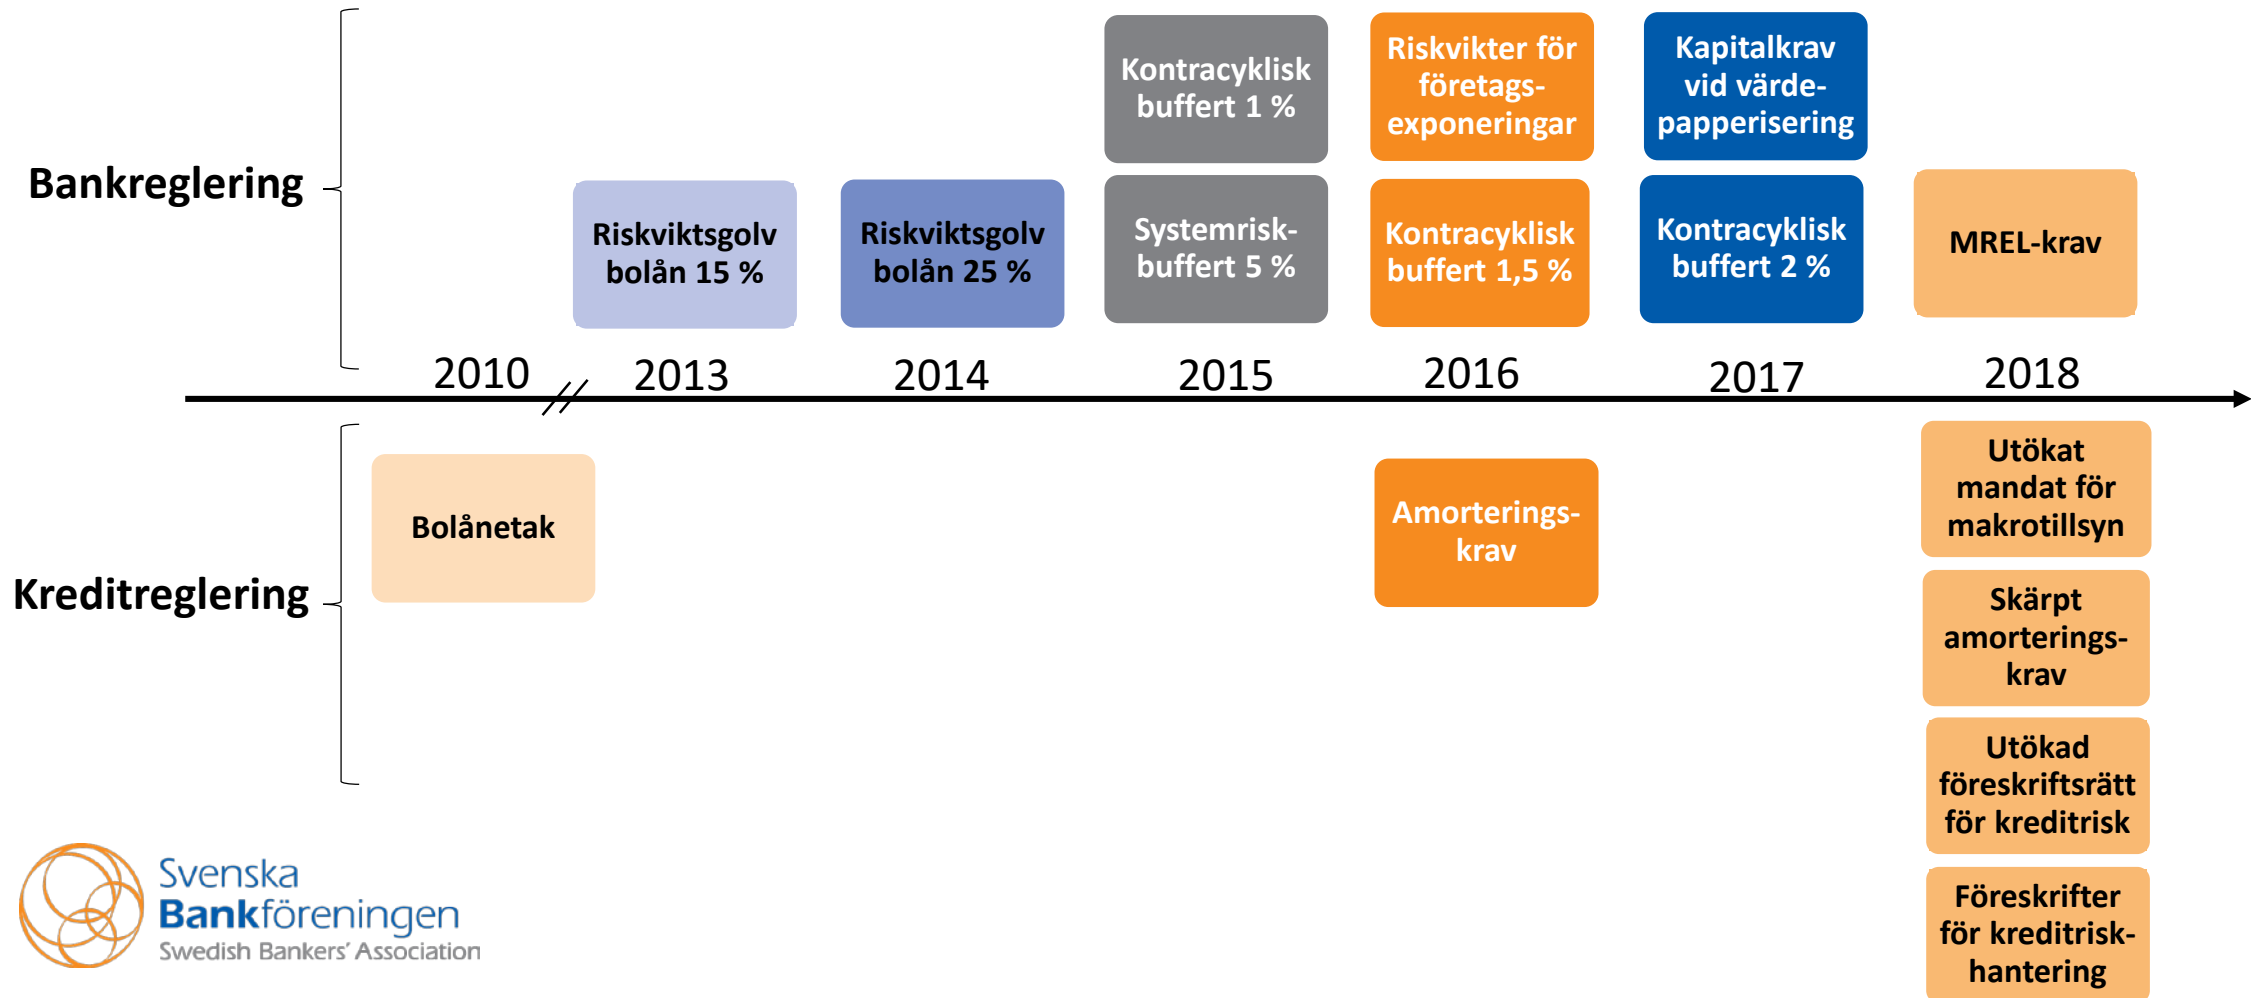 Bankreglering
Kontracyklisk
buffert 1 %
Riskvikter för
företags-
exponeringar
Kapitalkrav
vid värde-
papperisering
Riskviktsgolv
bolån 15 %
Riskviktsgolv
bolån 25 %
Systemrisk-
buffert 5 %
Kontracyklisk
buffert 1,5 %
Kontracyklisk
buffert 2 %
MREL-krav
2010
2013
2014
2015
2016
2017
2018
Kreditreglering
Bolånetak
Amorterings-
krav
Utökat
mandat för
makrotillsyn
Skärpt
amorterings-
krav
Utökad
föreskriftsrätt
för kreditrisk
Föreskrifter
för kreditrisk-
hantering
Svenska
Bankföreningen
Swedish Bankers' Association